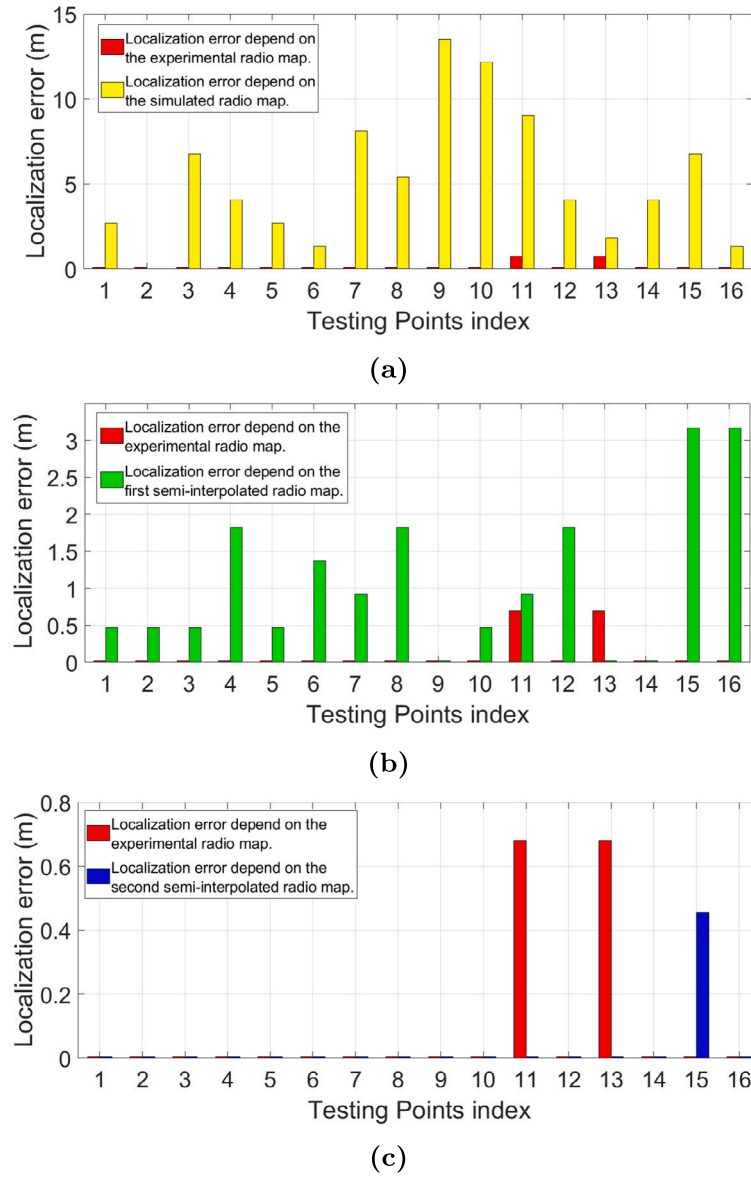 15
10
5
0
Localization error (m)
Localization error depend on
the experimental radio map.
Localization error depend on
the simulated radio map.
1 2 3 4 5 6 7 8 9 10 11 12 13 14 15 16
Testing Points index
(a)
3
2.5
2
1.5
1
0.5
0
Localization error (m)
Localization error depend on the
experimental radio map.
Localization error depend on the
first semi-interpolated radio map.
1 2 3 4 5 6 7 8 9 10 11 12 13 14 15 16
Testing Points index
(b)
0.8
0.6
0.4
0.2
0
Localization error (m)
Localization error depend on the
experimental radio map.
Localization error depend on the
second semi-interpolated radio map.
1 2 3 4 5 6 7 8 9 10 11 12 13 14 15 16
Testing Points index
(c)